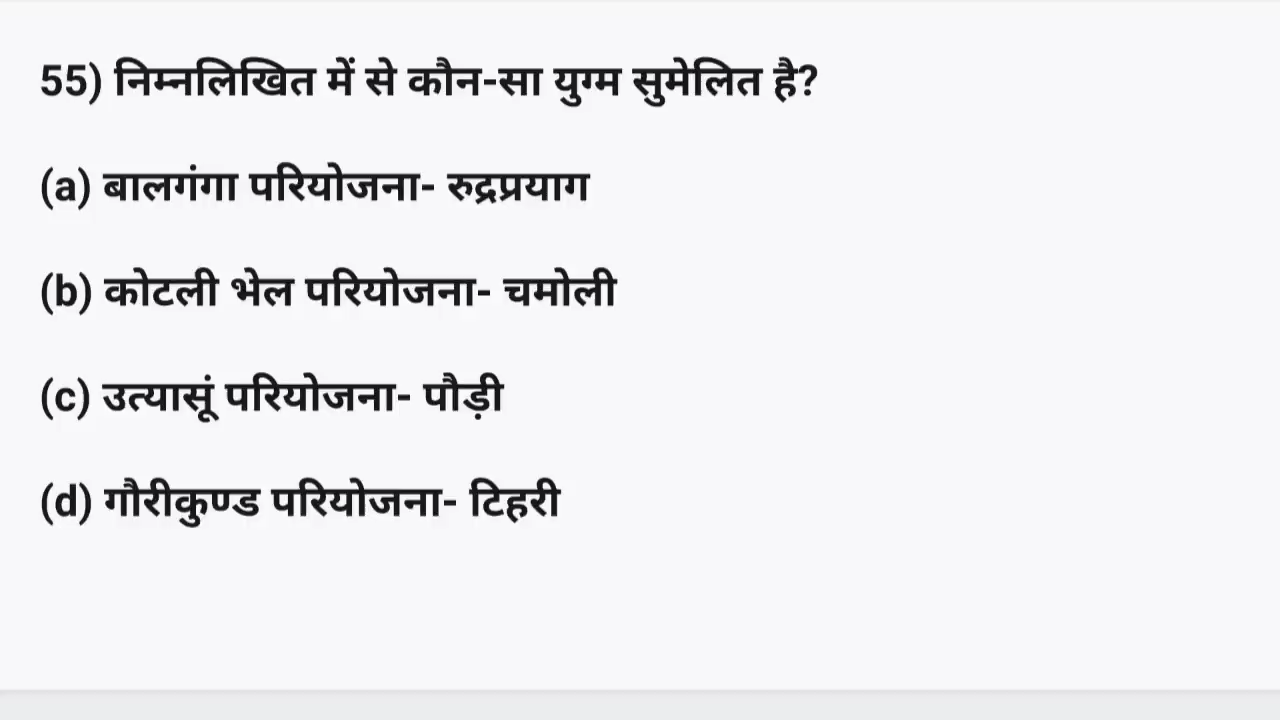 55) निम्नलिखित में से कौन-सा युग्म सुमेलित है?
(a) बालगंगा परियोजना- रुद्रप्रयाग
(b) कोटली भेल परियोजना- चमोली
(c) उत्यासूं परियोजना- पौड़ी
(d) गौरीकुण्ड परियोजना- टिहरी